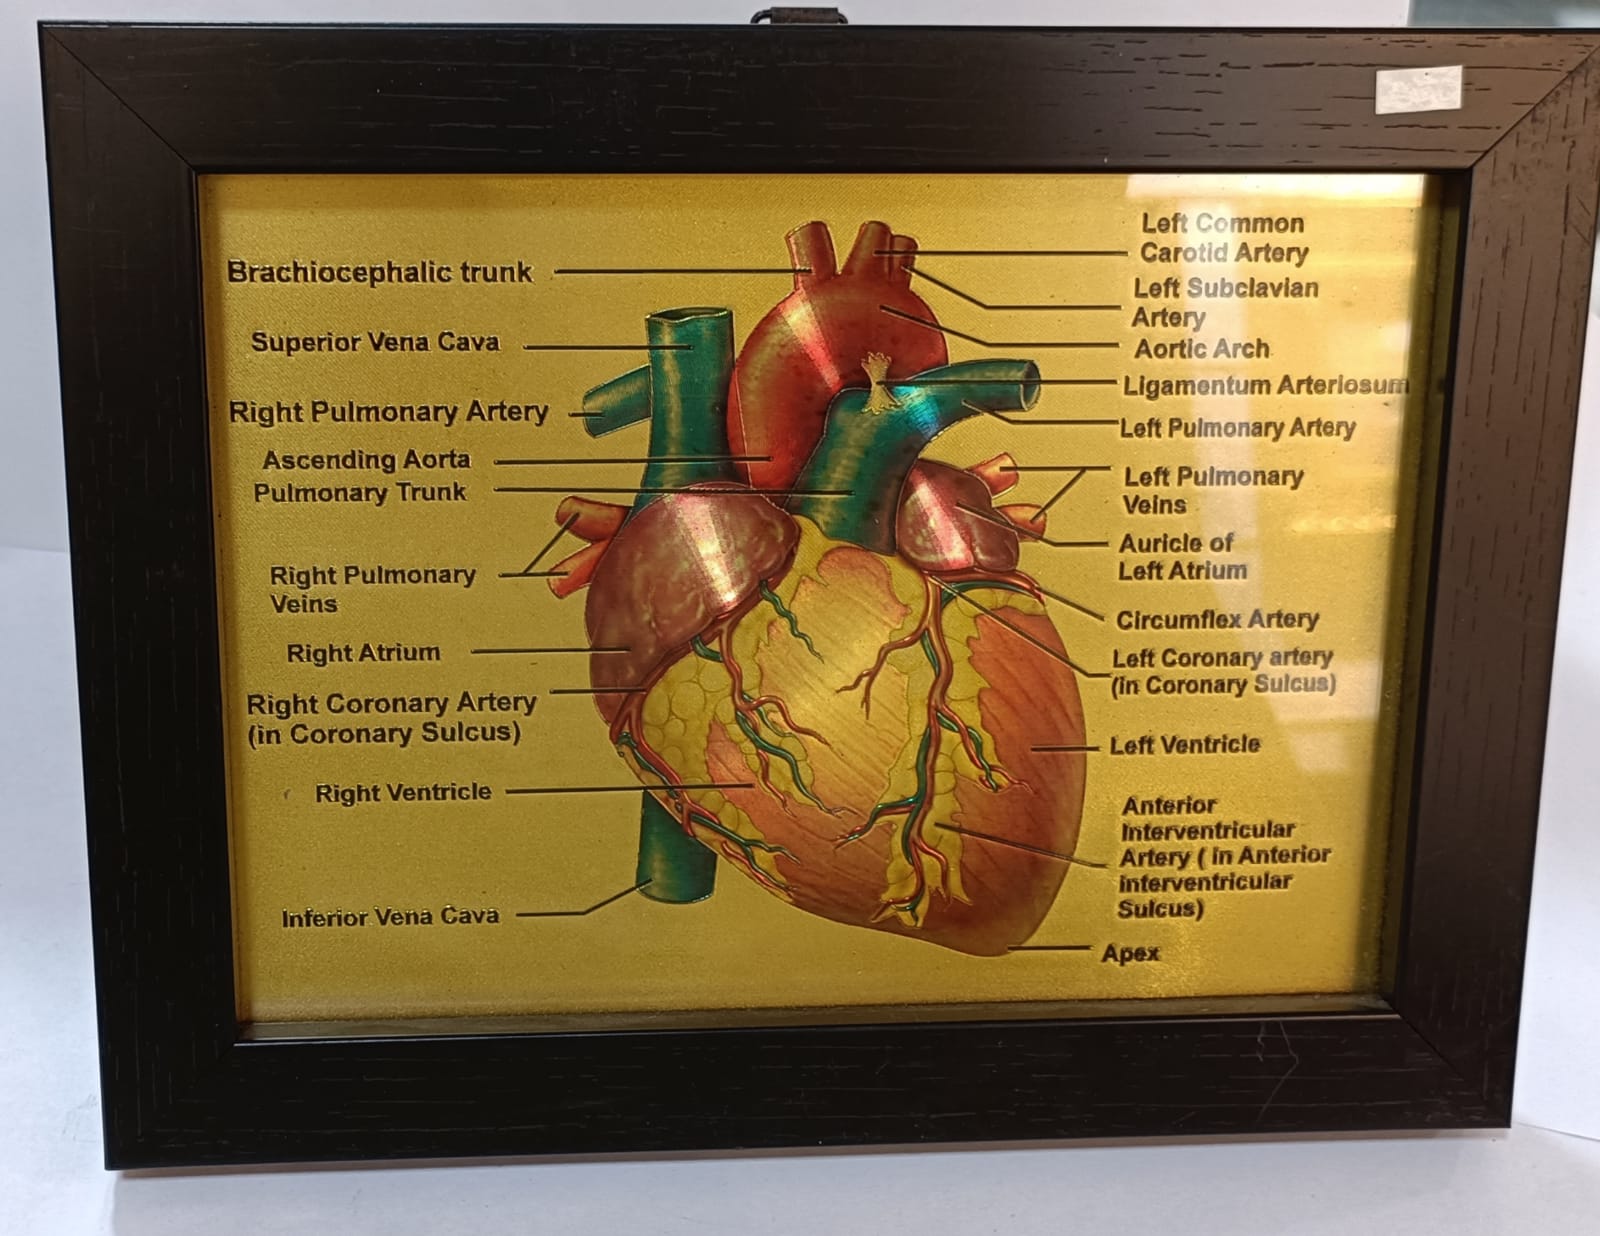 Brachiocephalic trunk
Superior Vena Cava
Right Pulmonary Artery
Ascending Aorta
Pulmonary Trunk
Right Pulmonary
Veins
Right Atrium
Right Coronary Artery
(in Coronary Sulcus)
Right Ventricle
Inferior Vena Cava
Left Common
Carotid Artery
Left Subclavian
Artery
Aortic Arch
Ligamentum Arteriosum
Left Pulmonary Artery
Left Pulmonary
Veins
Auricle of
Left Atrium
Circumflex Artery
Left Coronary artery
(in Coronary Sulcus)
Left Ventricle
Anterior
Interventricular
Artery ( in Anterior
interventricular
Sulcus)
Apex